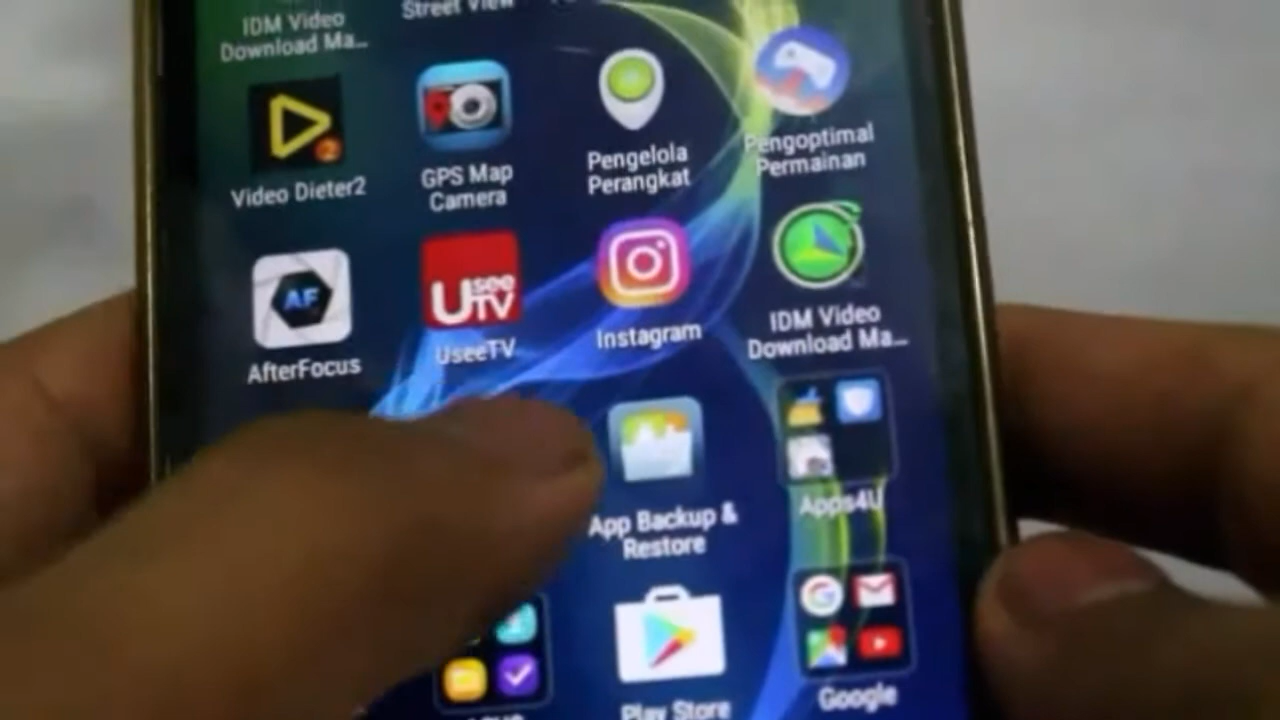 IDM Video
Download Ma...
Street View
Video Dieter2
GPS Map
Camera
Pengelola
Perangkat
Pengoptimal
Permainan
AF
AfterFocus
Usee
TV
UseeTV
Instagram
IDM Video
Download Ma...
App Backup &
Restore
Apps4U
Play Store
Google